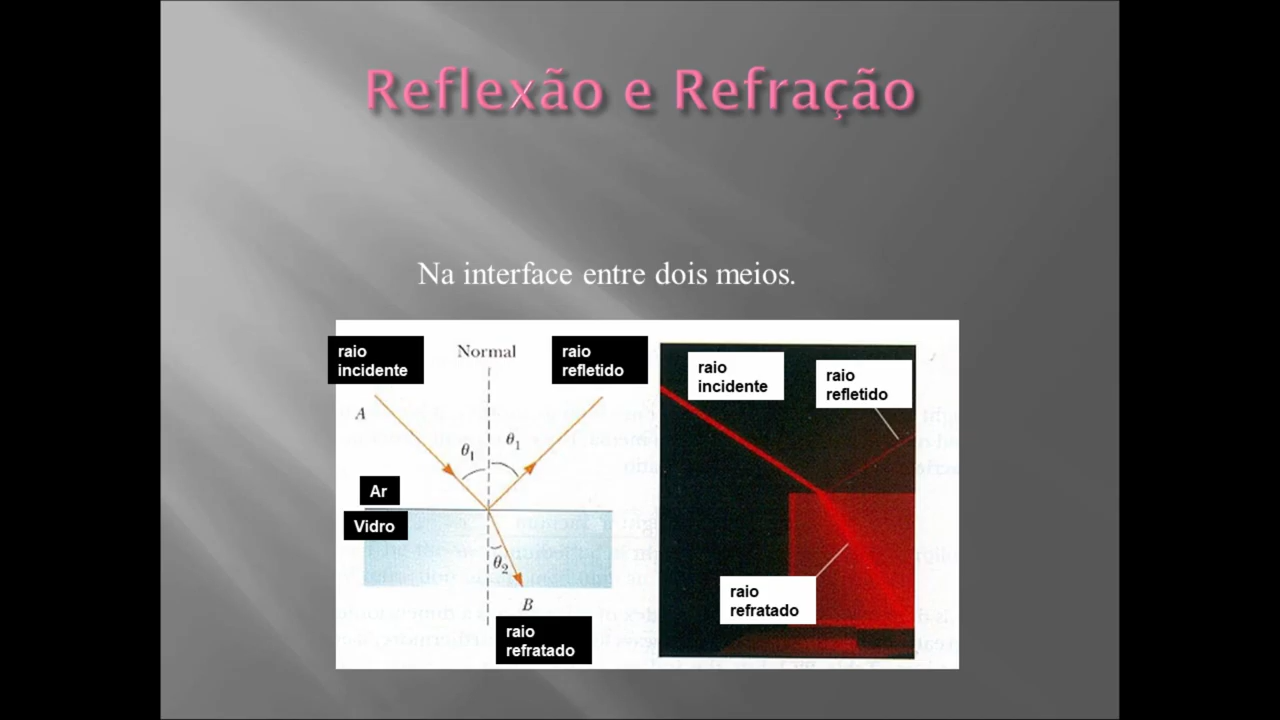 Reflexão e Refração
Na interface entre dois meios.
raio
incidente
Normal
raio
refletido
A
θ1
θ1
Ar
Vidro
θ2
B
raio
refratado
raio
incidente
raio
refletido
raio
refratado